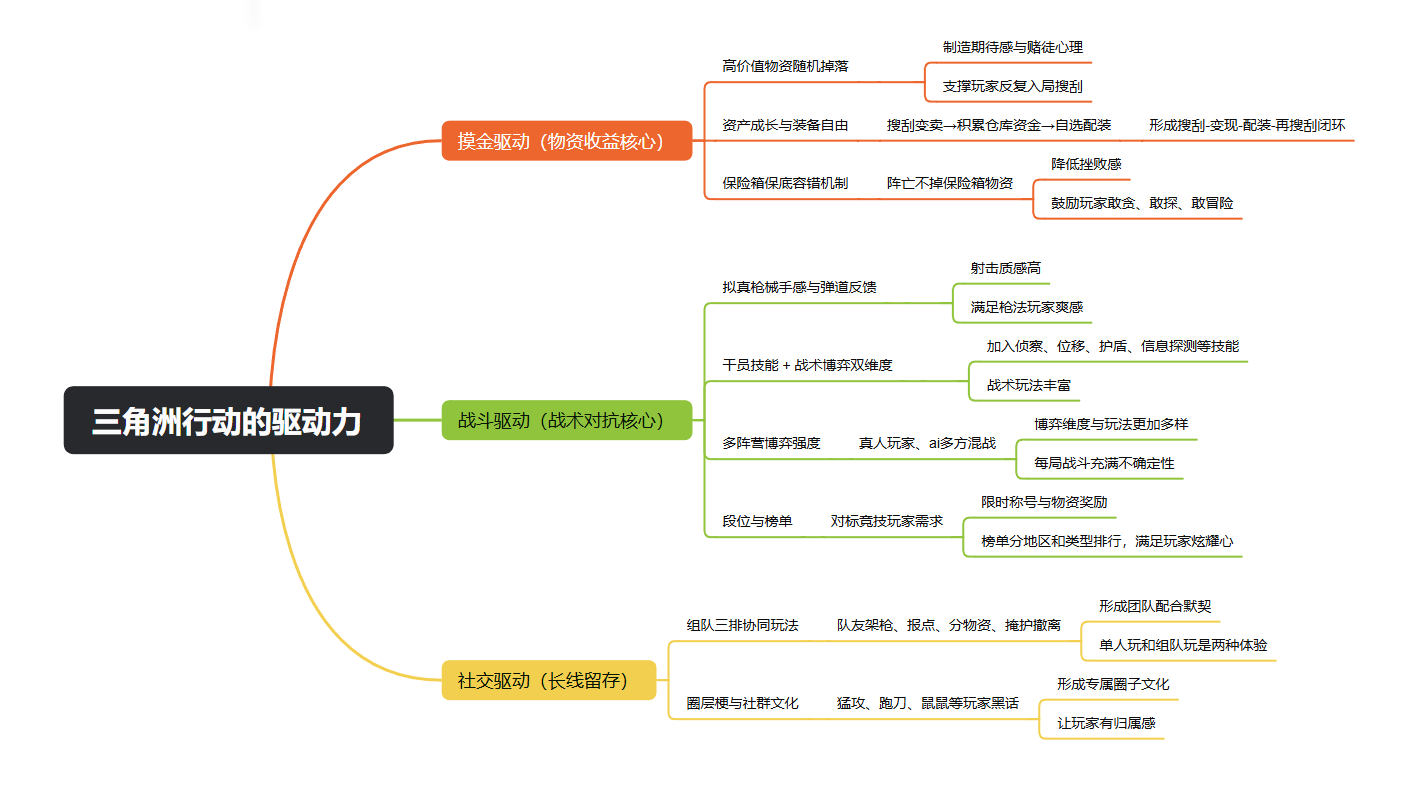 三角洲行动的驱动力
摸金驱动（物资收益核心）
高价值物资随机掉落
制造期待感与赌徒心理
支撑玩家反复入局搜刮
资产成长与装备自由
搜刮变卖→积累仓库资金→自选配装
形成搜刮-变现-配装-再搜刮闭环
保险箱保底容错机制
阵亡不掉保险箱物资
降低挫败感
鼓励玩家敢贪、敢探、敢冒险
战斗驱动（战术对抗核心）
拟真枪械手感与弹道反馈
射击质感高
满足枪法玩家爽感
干员技能 + 战术博弈双维度
加入侦察、位移、护盾、信息探测等技能
战术玩法丰富
多阵营博弈强度
真人玩家、ai多方混战
博弈维度与玩法更加多样
每局战斗充满不确定性
段位与榜单
对标竞技玩家需求
限时称号与物资奖励
榜单分地区和类型排行，满足玩家炫耀心
社交驱动（长线留存）
组队三排协同玩法
队友架枪、报点、分物资、掩护撤离
形成团队配合默契
单人玩和组队玩是两种体验
圈层梗与社群文化
猛攻、跑刀、鼠鼠等玩家黑话
形成专属圈子文化
让玩家有归属感